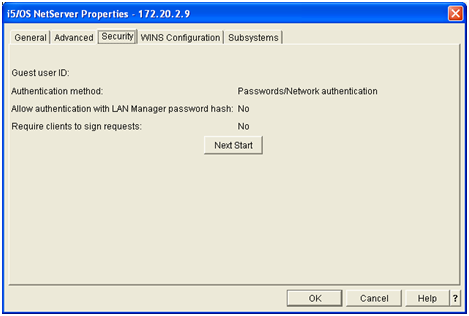 i5/OS NetServer Properties - 172.20.2.9
General Advanced Security WINS Configuration Subsystems
Guest user ID:
Authentication method: Passwords/Network authentication
Allow authentication with LAN Manager password hash: No
Require clients to sign requests: No
Next Start
OK Cancel Help ?